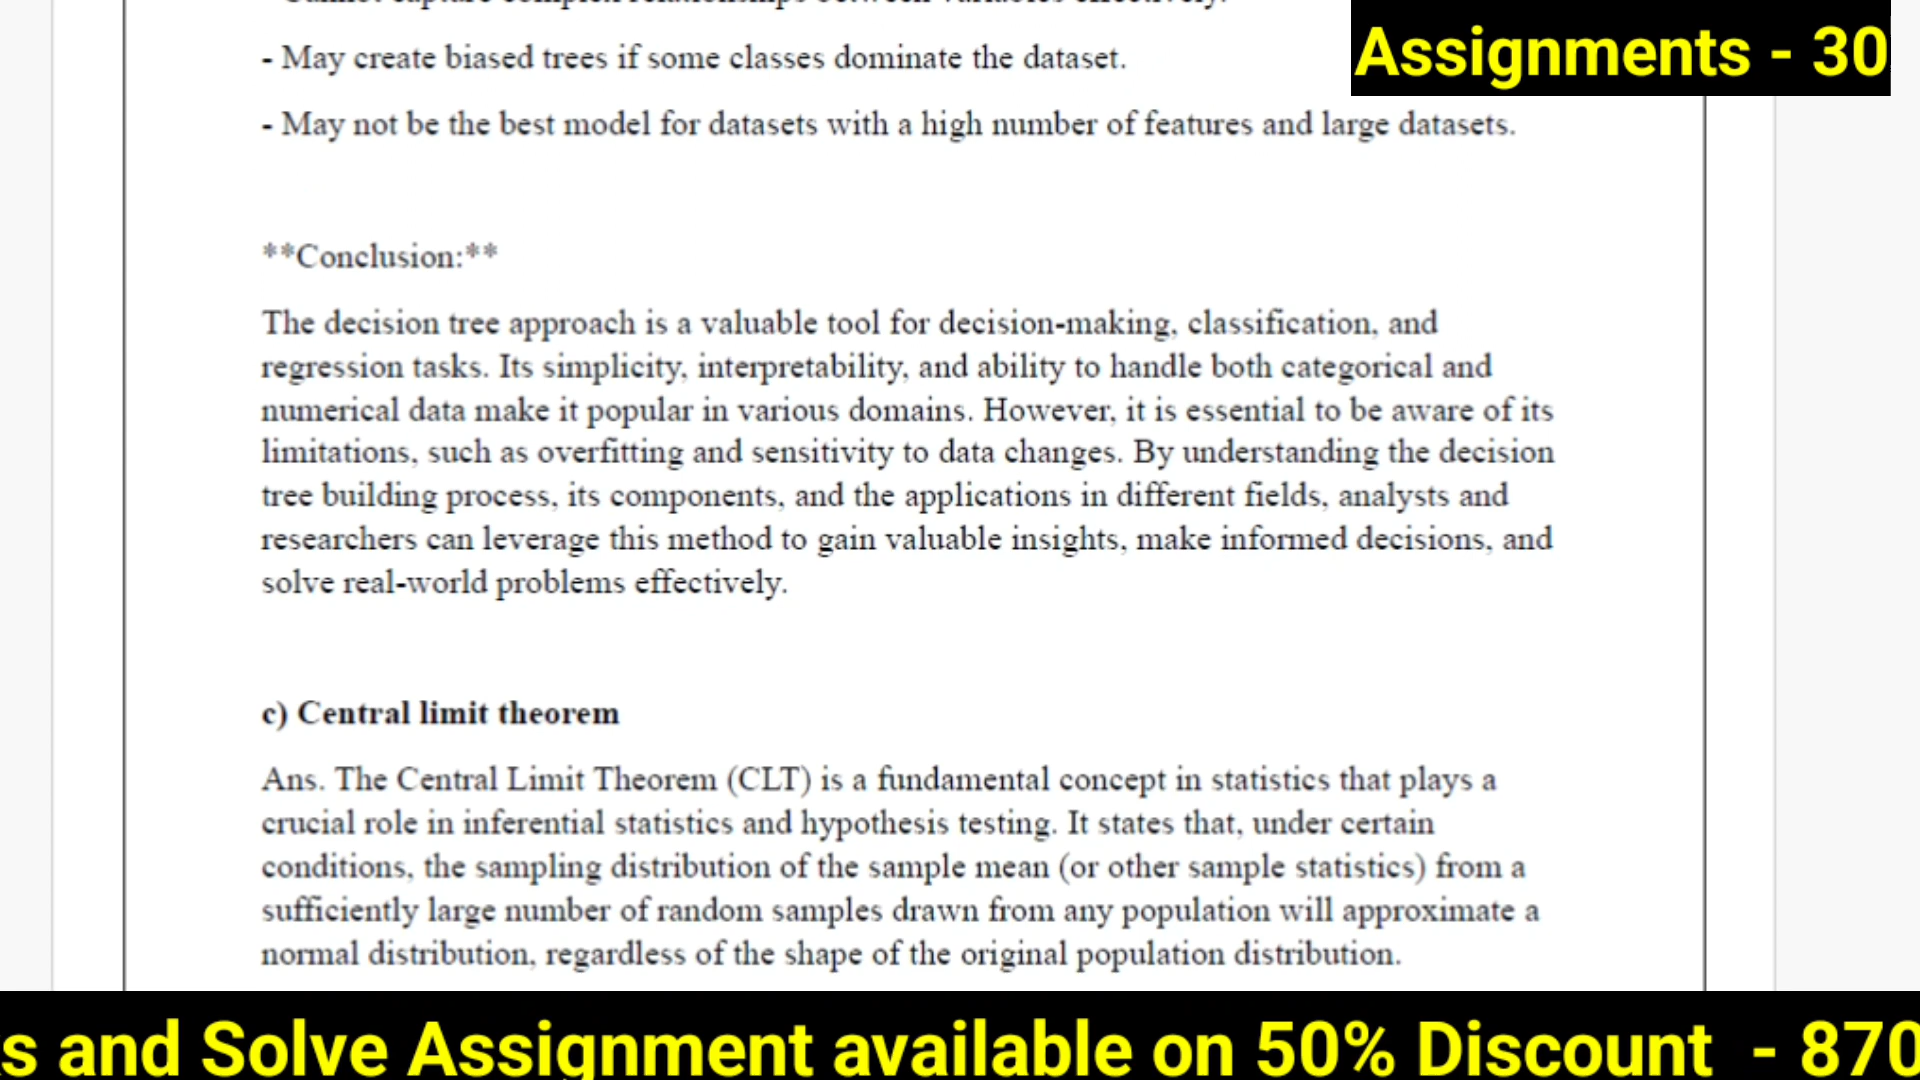 Cannot capture complex relationships between variables effectively.
- May create biased trees if some classes dominate the dataset.
Assignments - 30
- May not be the best model for datasets with a high number of features and large datasets.
**Conclusion:**
The decision tree approach is a valuable tool for decision-making, classification, and
regression tasks. Its simplicity, interpretability, and ability to handle both categorical and
numerical data make it popular in various domains. However, it is essential to be aware of its
limitations, such as overfitting and sensitivity to data changes. By understanding the decision
tree building process, its components, and the applications in different fields, analysts and
researchers can leverage this method to gain valuable insights, make informed decisions, and
solve real-world problems effectively.
c) Central limit theorem
Ans. The Central Limit Theorem (CLT) is a fundamental concept in statistics that plays a
crucial role in inferential statistics and hypothesis testing. It states that, under certain
conditions, the sampling distribution of the sample mean (or other sample statistics) from a
sufficiently large number of random samples drawn from any population will approximate a
normal distribution, regardless of the shape of the original population distribution.
s and Solve Assignment available on 50% Discount - 870